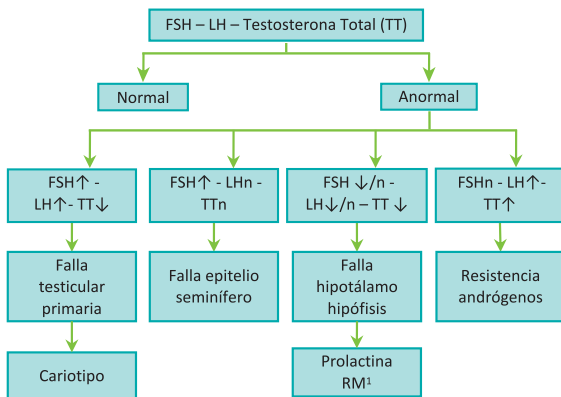 FSH – LH – Testosterona Total (TT)
Normal
Anormal
FSH↑ -
LH↑- TT↓
FSH↑ - LHn -
TTn
FSH ↓/n -
LH↓/n – TT ↓
FSHn - LH↑-
TT↑
Falla
testicular
primaria
Falla epitelio
seminífero
Falla
hipotálamo
hipófisis
Resistencia
andrógenos
Cariotipo
Prolactina
RM¹